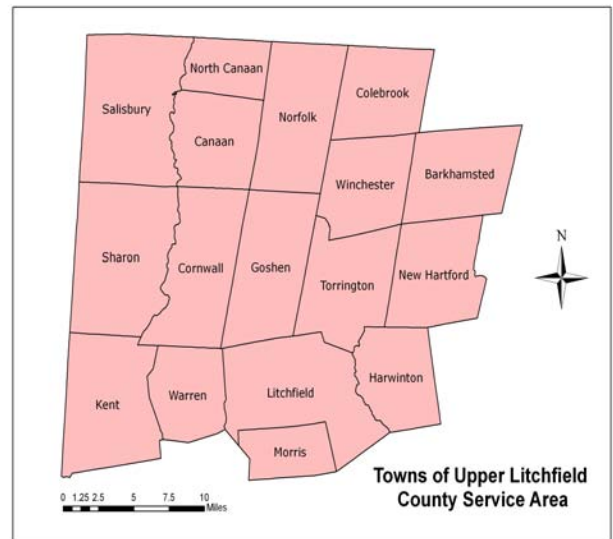 North Canaan
Colebrook
Salisbury
Norfolk
Canaan
Winchester
Barkhamsted
N
Sharon
Cornwall
Goshen
New Hartford
Torrington
Harwinton
Kent
Warren
Litchfield
Morris
Towns of Upper Litchfield
County Service Area
0 1.25 2.5 5 7.5 10
Miles